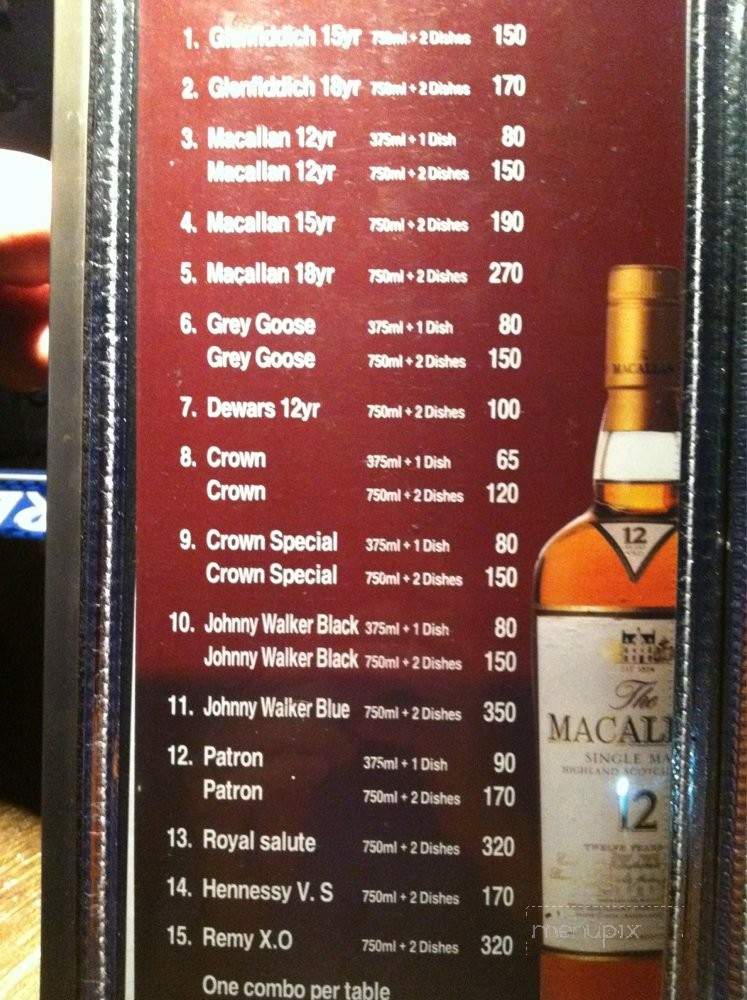 1. Glenfiddich 15yr 750ml + 2 Dishes 150
2. Glenfiddich 18yr 750ml + 2 Dishes 170
3. Macallan 12yr 375ml + 1 Dish 80
Macallan 12yr 750ml + 2 Dishes 150
4. Macallan 15yr 750ml + 2 Dishes 190
5. Macallan 18yr 750ml + 2 Dishes 270
6. Grey Goose 375ml + 1 Dish 80
Grey Goose 750ml + 2 Dishes 150
7. Dewars 12yr 750ml + 2 Dishes 100
8. Crown 375ml + 1 Dish 65
Crown 750ml + 2 Dishes 120
9. Crown Special 375ml + 1 Dish 80
Crown Special 750ml + 2 Dishes 150
10. Johnny Walker Black 375ml + 1 Dish 80
Johnny Walker Black 750ml + 2 Dishes 150
11. Johnny Walker Blue 750ml + 2 Dishes 350
12. Patron 375ml + 1 Dish 90
Patron 750ml + 2 Dishes 170
13. Royal salute 750ml + 2 Dishes 320
14. Hennessy V. S 750ml + 2 Dishes 170
15. Remy X.O 750ml + 2 Dishes 320
One combo per table
MACALLAN
12
The
MACALL
SINGLE MA
HIGHLAND SCOTCH
12
TWELVE YEARS
menupix